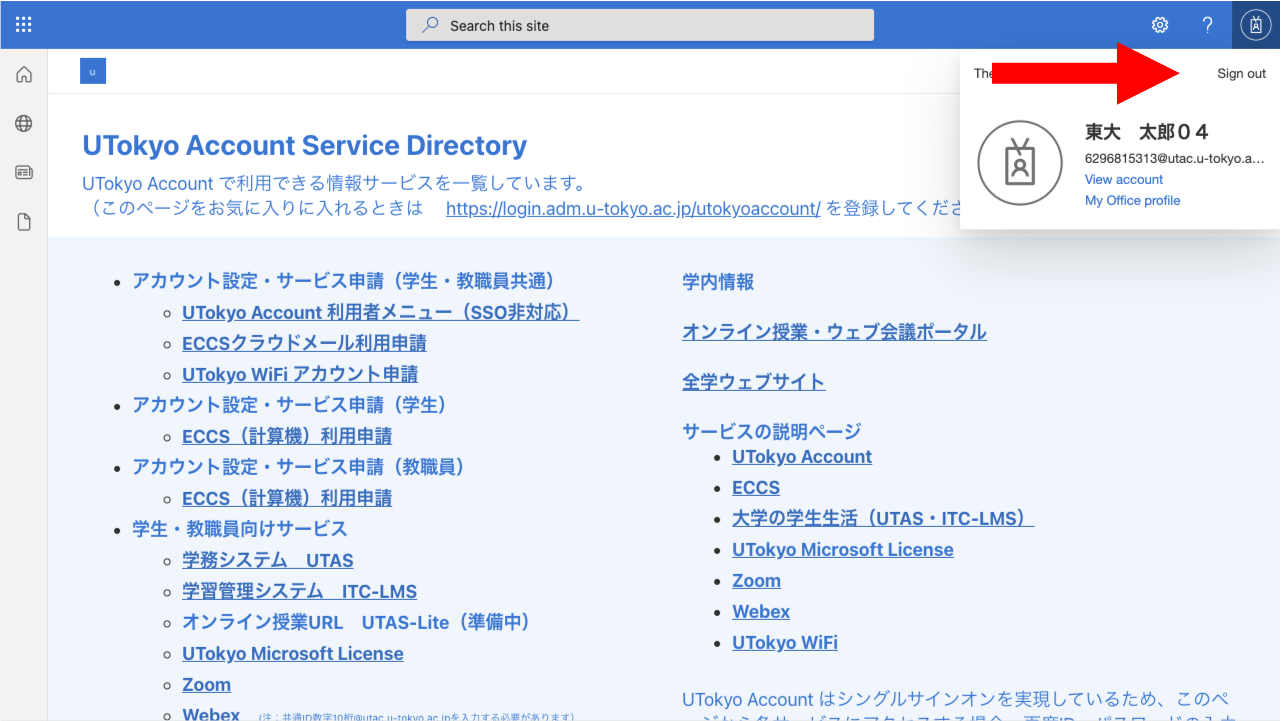 Search this site
?
u
The
Sign out
東大　太郎０４
6296815313@utac.u-tokyo.a...
View account
My Office profile
UTokyo Account Service Directory
UTokyo Account で利用できる情報サービスを一覧しています。
（このページをお気に入りに入れるときは　https://login.adm.u-tokyo.ac.jp/utokyoaccount/ を登録してくださ
アカウント設定・サービス申請（学生・教職員共通）
UTokyo Account 利用者メニュー（SSO非対応）
ECCSクラウドメール利用申請
UTokyo WiFi アカウント申請
アカウント設定・サービス申請（学生）
ECCS（計算機）利用申請
アカウント設定・サービス申請（教職員）
ECCS（計算機）利用申請
学生・教職員向けサービス
学務システム　UTAS
学習管理システム　ITC-LMS
オンライン授業URL　UTAS-Lite（準備中）
UTokyo Microsoft License
Zoom
Webex　(注：共通ID数字10桁@utac.u-tokyo.ac.jpを入力する必要があります)
学内情報
オンライン授業・ウェブ会議ポータル
全学ウェブサイト
サービスの説明ページ
UTokyo Account
ECCS
大学の学生生活（UTAS・ITC-LMS）
UTokyo Microsoft License
Zoom
Webex
UTokyo WiFi
UTokyo Account はシングルサインオンを実現しているため、このペ